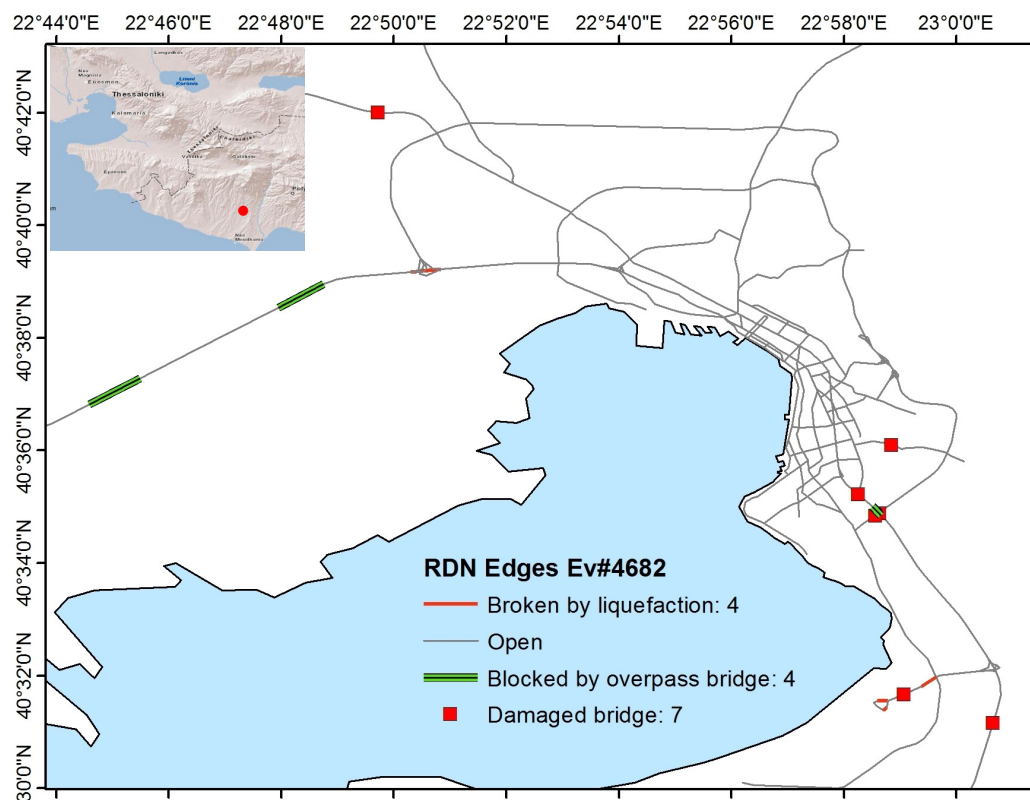 22°44'0"E 22°46'0"E 22°48'0"E 22°50'0"E 22°52'0"E 22°54'0"E 22°56'0"E 22°58'0"E 23°0'0"E
40°42'0"N
40°40'0"N
40°38'0"N
40°36'0"N
40°34'0"N
40°32'0"N
30'0"N
Thessaloniki
Kalamaria
Limni
Koronia
Epanomi
RDN Edges Ev#4682
Broken by liquefaction: 4
Open
Blocked by overpass bridge: 4
Damaged bridge: 7